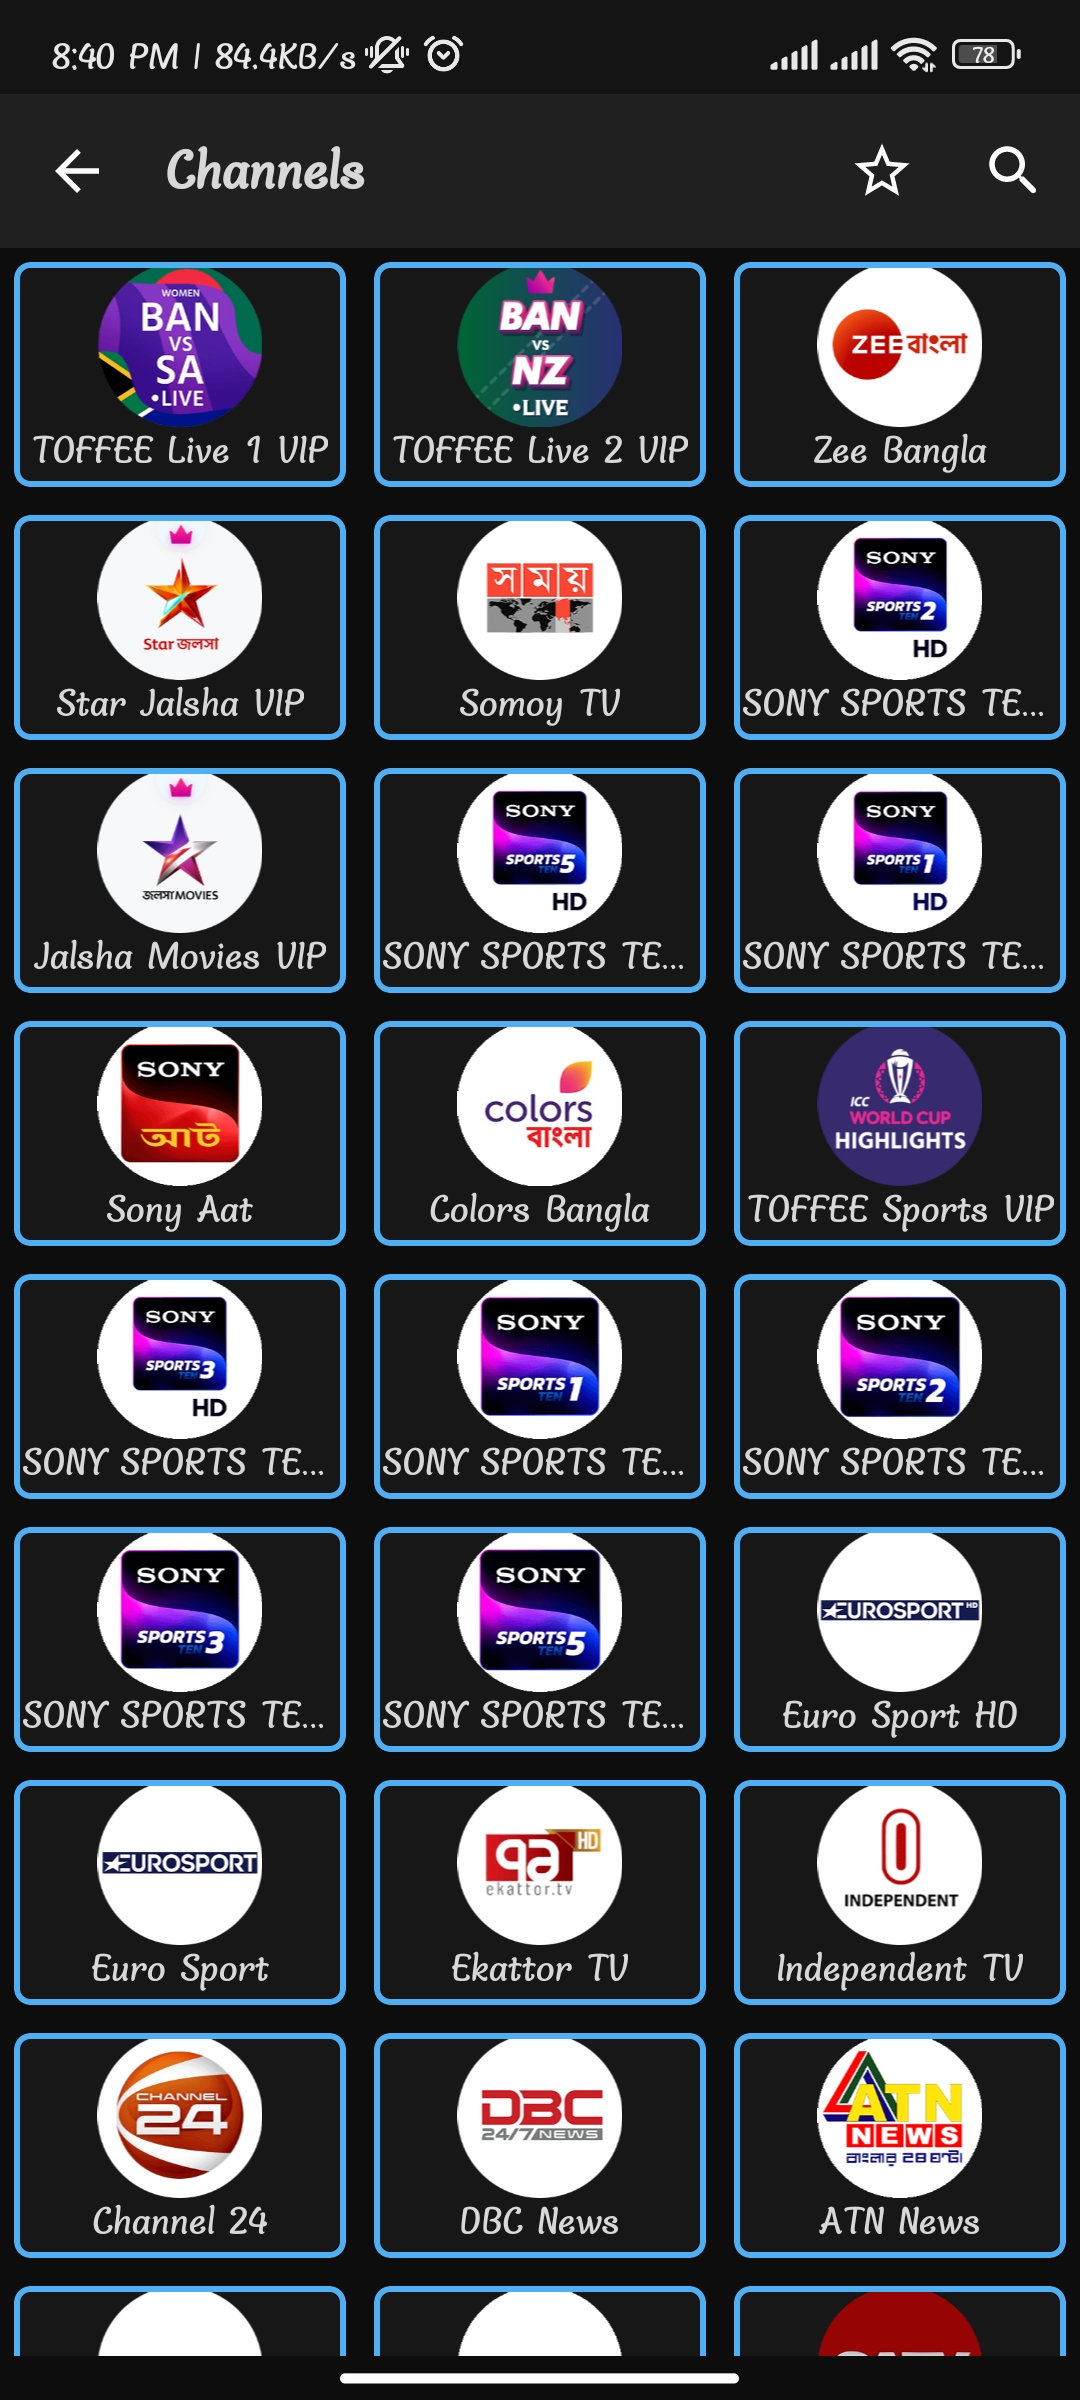 8:40 PM | 84.4KB/s
78
Channels
WOMEN
BAN
VS
SA
•LIVE
TOFFEE Live 1 VIP
BAN
VS
NZ
•LIVE
TOFFEE Live 2 VIP
ZEE বাংলা
Zee Bangla
Star জলসা
Star Jalsha VIP
সময়
Somoy TV
SONY
SPORTS 2
TEN
HD
SONY SPORTS TE...
জলসা MOVIES
Jalsha Movies VIP
SONY
SPORTS 5
TEN
HD
SONY SPORTS TE...
SONY
SPORTS 1
TEN
HD
SONY SPORTS TE...
SONY
আট
Sony Aat
colors
বাংলা
Colors Bangla
ICC
WORLD CUP
HIGHLIGHTS
TOFFEE Sports VIP
SONY
SPORTS 3
TEN
HD
SONY SPORTS TE...
SONY
SPORTS 1
TEN
SONY SPORTS TE...
SONY
SPORTS 2
TEN
SONY SPORTS TE...
SONY
SPORTS 3
TEN
SONY SPORTS TE...
SONY
SPORTS 5
TEN
SONY SPORTS TE...
EUROSPORT HD
Euro Sport HD
EUROSPORT
Euro Sport
HD
ekattor.tv
Ekattor TV
INDEPENDENT
Independent TV
CHANNEL
24
Channel 24
DBC
24/7 NEWS
DBC News
ATN
NEWS
বাংলার ২৪ ঘন্টা
ATN News